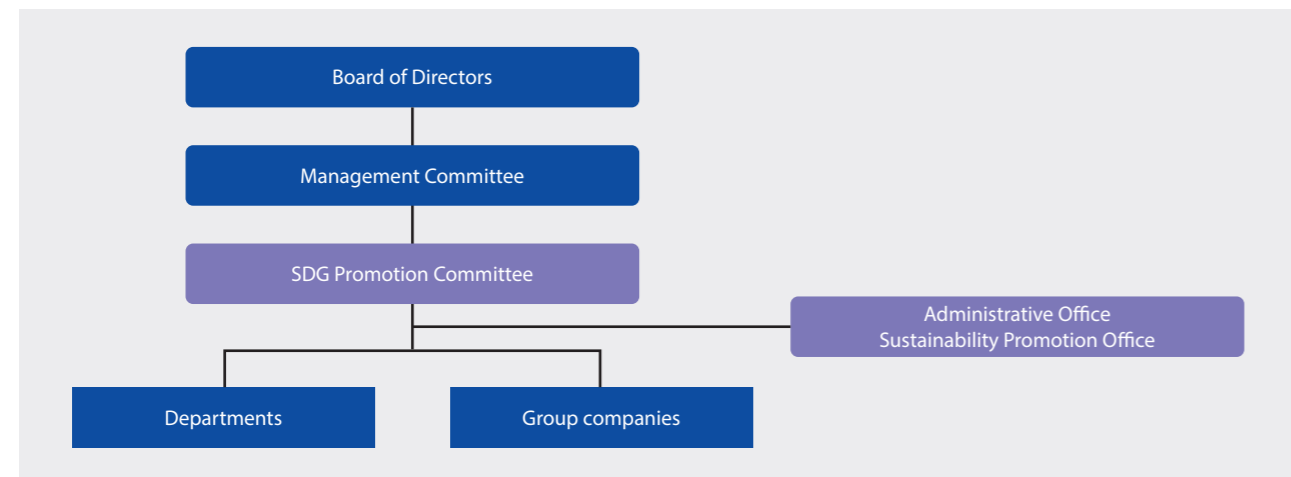 Board of Directors
Management Committee
SDG Promotion Committee
Administrative Office
Sustainability Promotion Office
Departments
Group companies